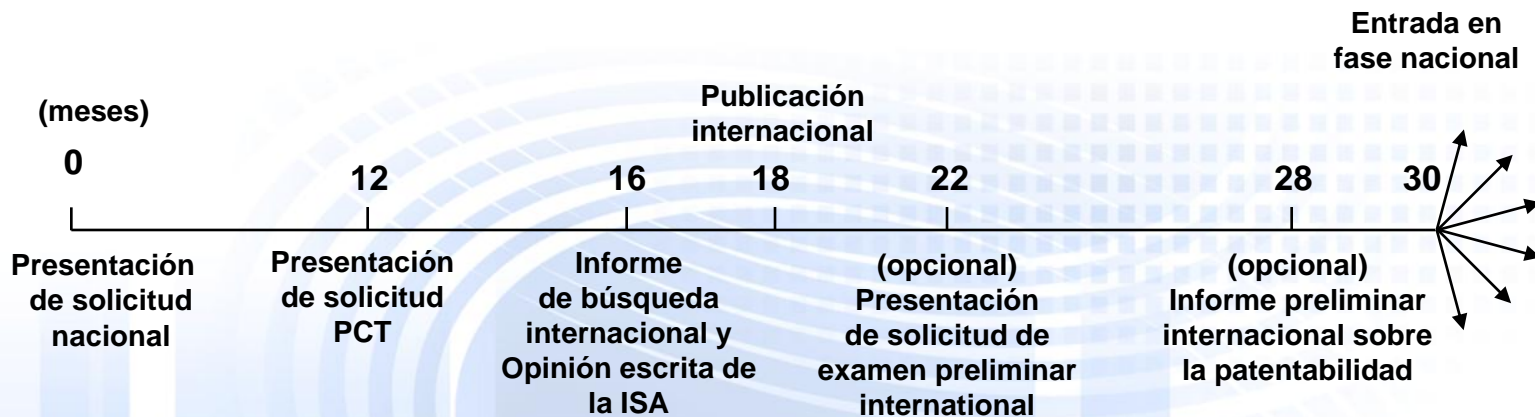 Entrada en
fase nacional
(meses)
Publicación
internacional
0
12
16
18
22
28
30
Presentación
de solicitud
nacional
Presentación
de solicitud
PCT
Informe
de búsqueda
internacional y
Opinión escrita de
la ISA
(opcional)
Presentación
de solicitud de
examen preliminar
international
(opcional)
Informe preliminar
internacional sobre
la patentabilidad